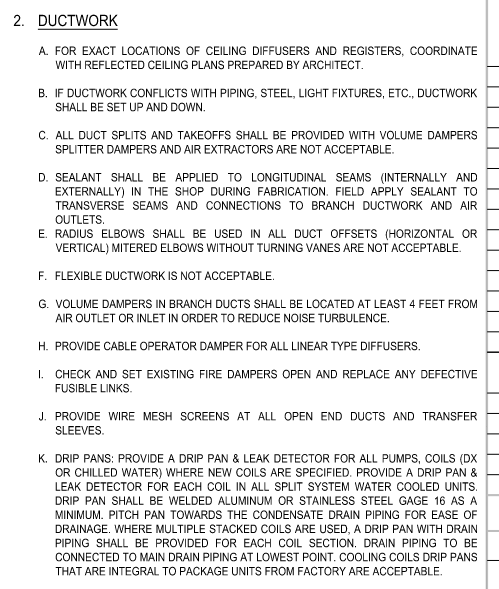 2. DUCTWORK
A. FOR EXACT LOCATIONS OF CEILING DIFFUSERS AND REGISTERS, COORDINATE
WITH REFLECTED CEILING PLANS PREPARED BY ARCHITECT.
B. IF DUCTWORK CONFLICTS WITH PIPING, STEEL, LIGHT FIXTURES, ETC., DUCTWORK
SHALL BE SET UP AND DOWN.
C. ALL DUCT SPLITS AND TAKEOFFS SHALL BE PROVIDED WITH VOLUME DAMPERS
SPLITTER DAMPERS AND AIR EXTRACTORS ARE NOT ACCEPTABLE.
D. SEALANT SHALL BE APPLIED TO LONGITUDINAL SEAMS (INTERNALLY AND
EXTERNALLY) IN THE SHOP DURING FABRICATION. FIELD APPLY SEALANT TO
TRANSVERSE SEAMS AND CONNECTIONS TO BRANCH DUCTWORK AND AIR
OUTLETS.
E. RADIUS ELBOWS SHALL BE USED IN ALL DUCT OFFSETS (HORIZONTAL OR
VERTICAL) MITERED ELBOWS WITHOUT TURNING VANES ARE NOT ACCEPTABLE.
F. FLEXIBLE DUCTWORK IS NOT ACCEPTABLE.
G. VOLUME DAMPERS IN BRANCH DUCTS SHALL BE LOCATED AT LEAST 4 FEET FROM
AIR OUTLET OR INLET IN ORDER TO REDUCE NOISE TURBULENCE.
H. PROVIDE CABLE OPERATOR DAMPER FOR ALL LINEAR TYPE DIFFUSERS.
I. CHECK AND SET EXISTING FIRE DAMPERS OPEN AND REPLACE ANY DEFECTIVE
FUSIBLE LINKS.
J. PROVIDE WIRE MESH SCREENS AT ALL OPEN END DUCTS AND TRANSFER
SLEEVES.
K. DRIP PANS: PROVIDE A DRIP PAN & LEAK DETECTOR FOR ALL PUMPS, COILS (DX
OR CHILLED WATER) WHERE NEW COILS ARE SPECIFIED. PROVIDE A DRIP PAN &
LEAK DETECTOR FOR EACH COIL IN ALL SPLIT SYSTEM WATER COOLED UNITS.
DRIP PAN SHALL BE WELDED ALUMINUM OR STAINLESS STEEL GAGE 16 AS A
MINIMUM. PITCH PAN TOWARDS THE CONDENSATE DRAIN PIPING FOR EASE OF
DRAINAGE. WHERE MULTIPLE STACKED COILS ARE USED, A DRIP PAN WITH DRAIN
PIPING SHALL BE PROVIDED FOR EACH COIL SECTION. DRAIN PIPING TO BE
CONNECTED TO MAIN DRAIN PIPING AT LOWEST POINT. COOLING COILS DRIP PANS
THAT ARE INTEGRAL TO PACKAGE UNITS FROM FACTORY ARE ACCEPTABLE.